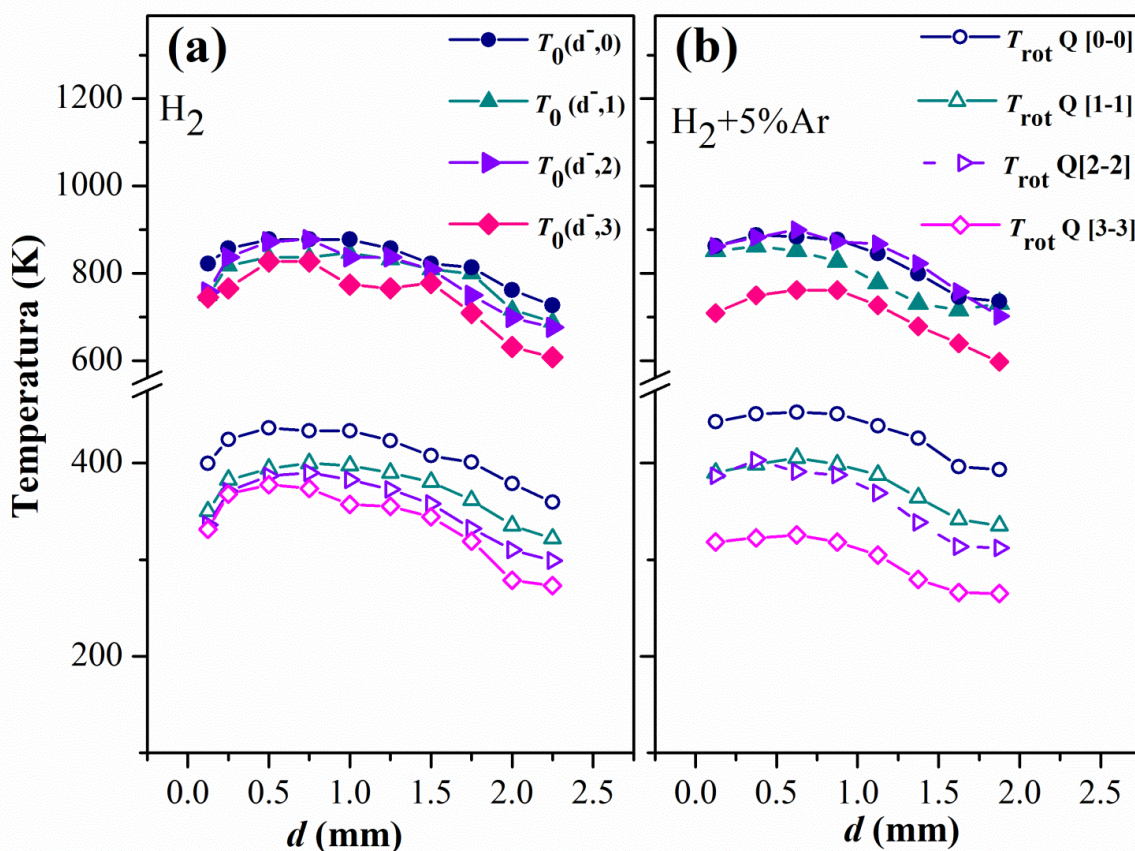 (a)
H2
T0(d-,0)
T0 (d-,1)
T0(d-,2)
T0(d-,3)
(b)
H2+5%Ar
Trot Q [0-0]
Trot Q [1-1]
Trot Q[2-2]
Trot Q [3-3]
Temperatura (K)
1200
1000
800
600
400
200
0.0 0.5 1.0 1.5 2.0 2.5
d (mm)
0.0 0.5 1.0 1.5 2.0 2.5
d (mm)